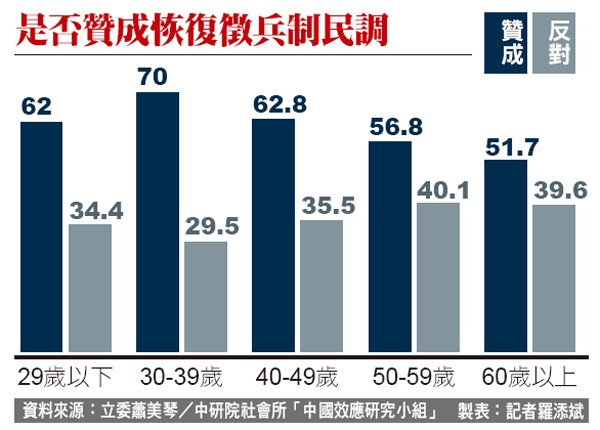 是否贊成恢復徵兵制民調
贊成
反對
62
34.4
70
29.5
62.8
35.5
56.8
40.1
51.7
39.6
29歲以下
30-39歲
40-49歲
50-59歲
60歲以上
資料來源：立委蕭美琴／中研院社會所「中國效應研究小組」 製表：記者羅添斌